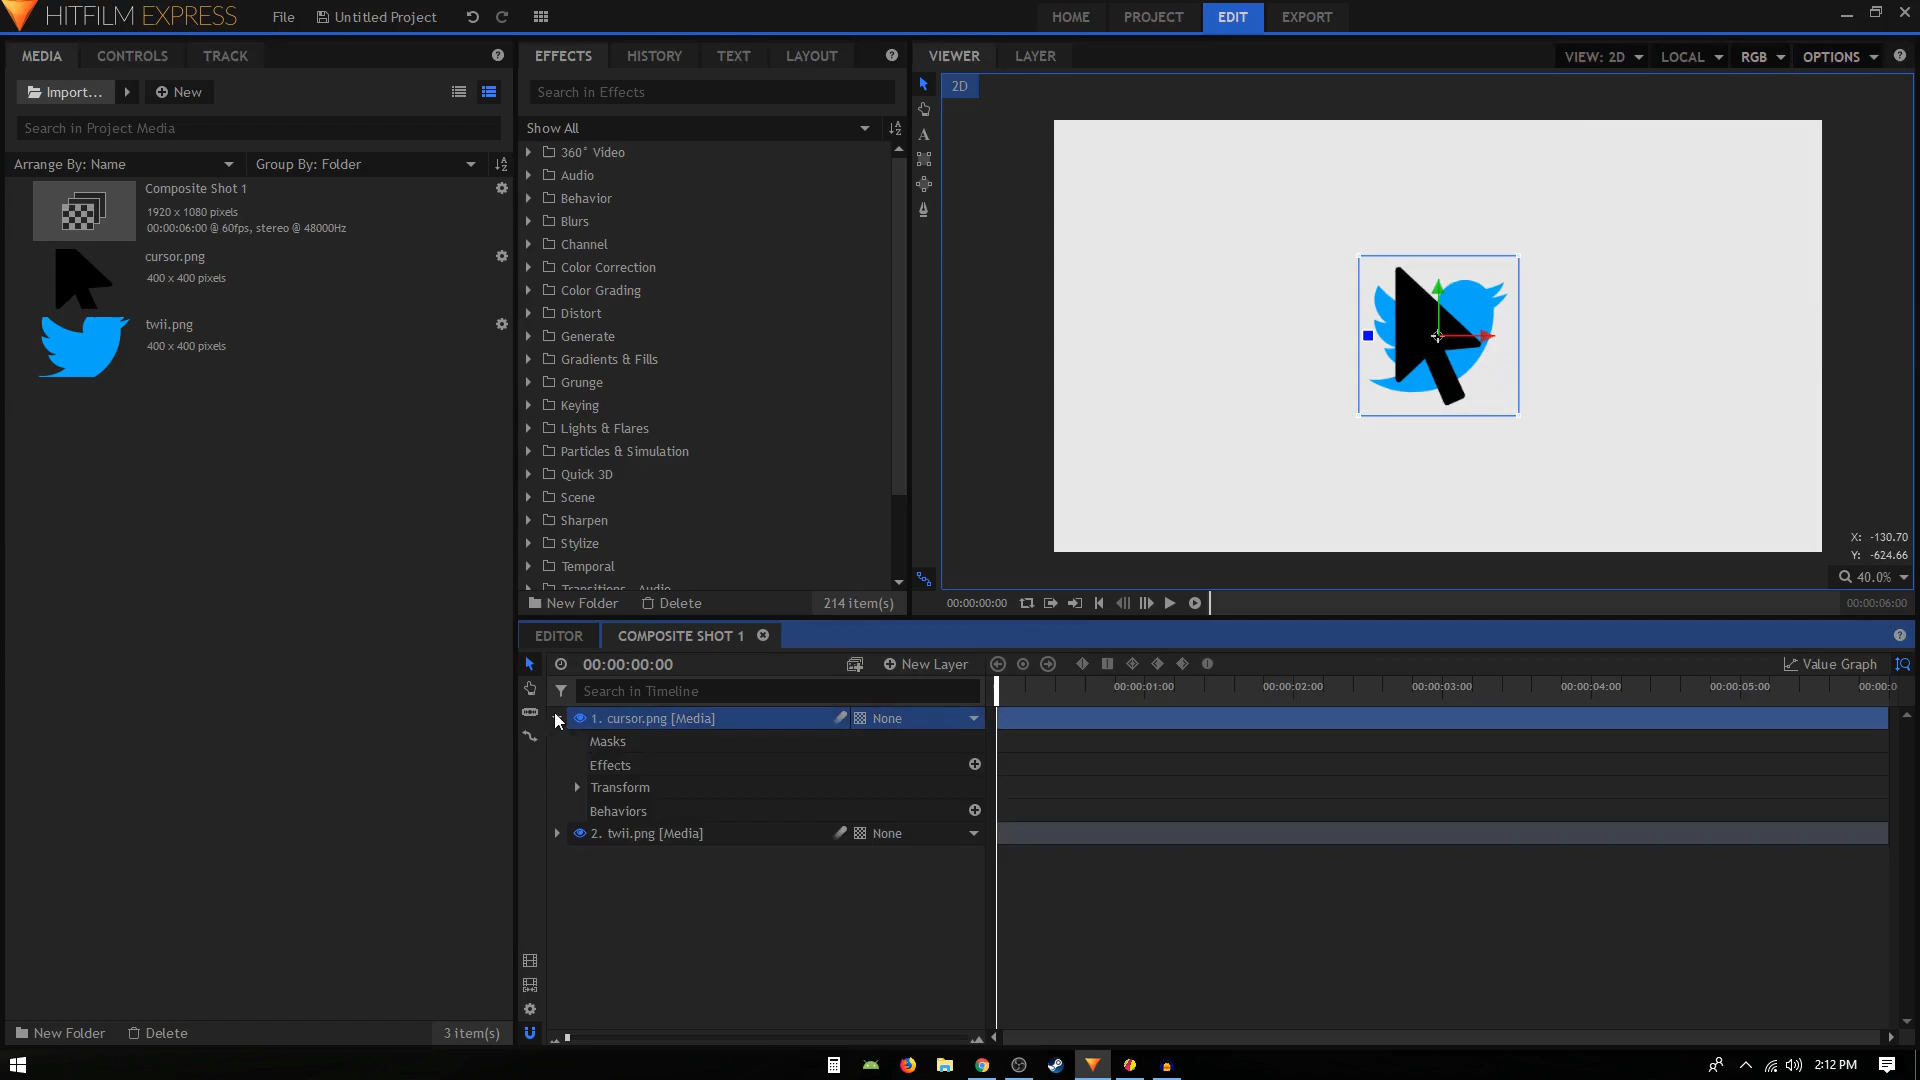 HITFILM EXPRESS File Untitled Project HOME PROJECT EDIT EXPORT
MEDIA CONTROLS TRACK
Import... New
Search in Project Media
Arrange By: Name Group By: Folder
Composite Shot 1
1920 x 1080 pixels
00:00:06:00 @ 60fps, stereo @ 48000Hz
cursor.png
400 x 400 pixels
twii.png
400 x 400 pixels
New Folder Delete 3 item(s)
EFFECTS HISTORY TEXT LAYOUT
Search in Effects
Show All
360° Video
Audio
Behavior
Blurs
Channel
Color Correction
Color Grading
Distort
Generate
Gradients & Fills
Grunge
Keying
Lights & Flares
Particles & Simulation
Quick 3D
Scene
Sharpen
Stylize
Temporal
Transitions - Audio
New Folder Delete 214 item(s)
VIEWER LAYER VIEW: 2D LOCAL RGB OPTIONS
2D
A
X: -130.70
Y: -624.66
40.0%
00:00:00:00 00:00:06:00
EDITOR COMPOSITE SHOT 1
00:00:00:00 New Layer Value Graph
Search in Timeline 00:00:01:00 00:00:02:00 00:00:03:00 00:00:04:00 00:00:05:00 00:00:0
1. cursor.png [Media] None
Masks
Effects
Transform
Behaviors
2. twii.png [Media] None
2:12 PM